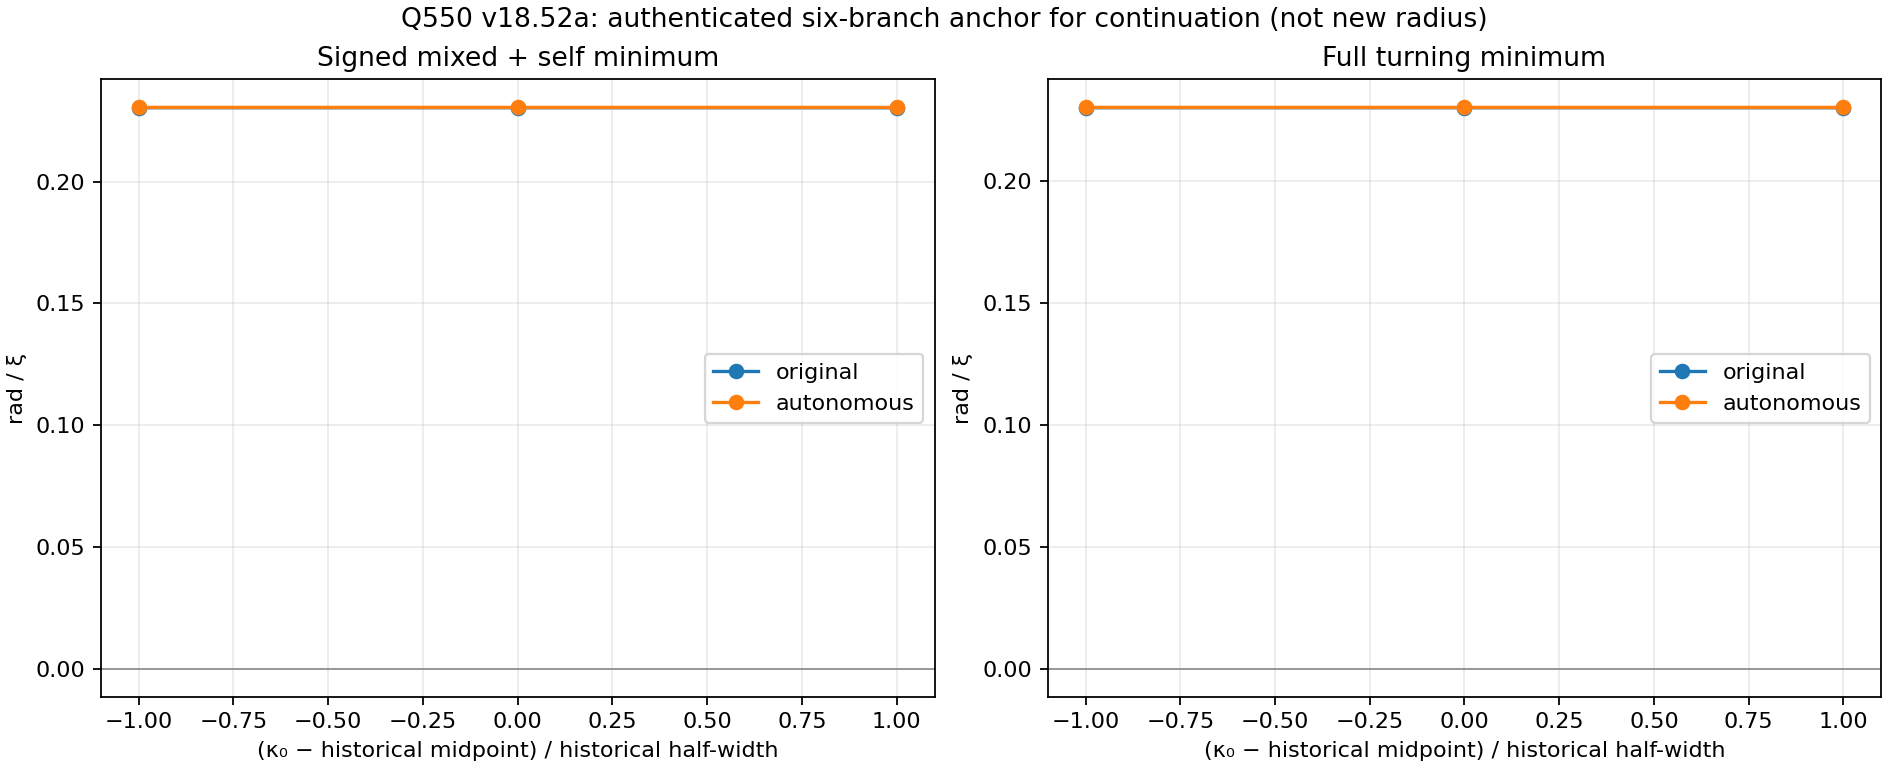 Q550 v18.52a: authenticated six-branch anchor for continuation (not new radius)
Signed mixed + self minimum
rad / ξ
0.20
0.15
0.10
0.05
0.00
original
autonomous
−1.00 −0.75 −0.50 −0.25 0.00 0.25 0.50 0.75 1.00
(κ₀ − historical midpoint) / historical half-width
Full turning minimum
rad / ξ
0.20
0.15
0.10
0.05
0.00
original
autonomous
−1.00 −0.75 −0.50 −0.25 0.00 0.25 0.50 0.75 1.00
(κ₀ − historical midpoint) / historical half-width